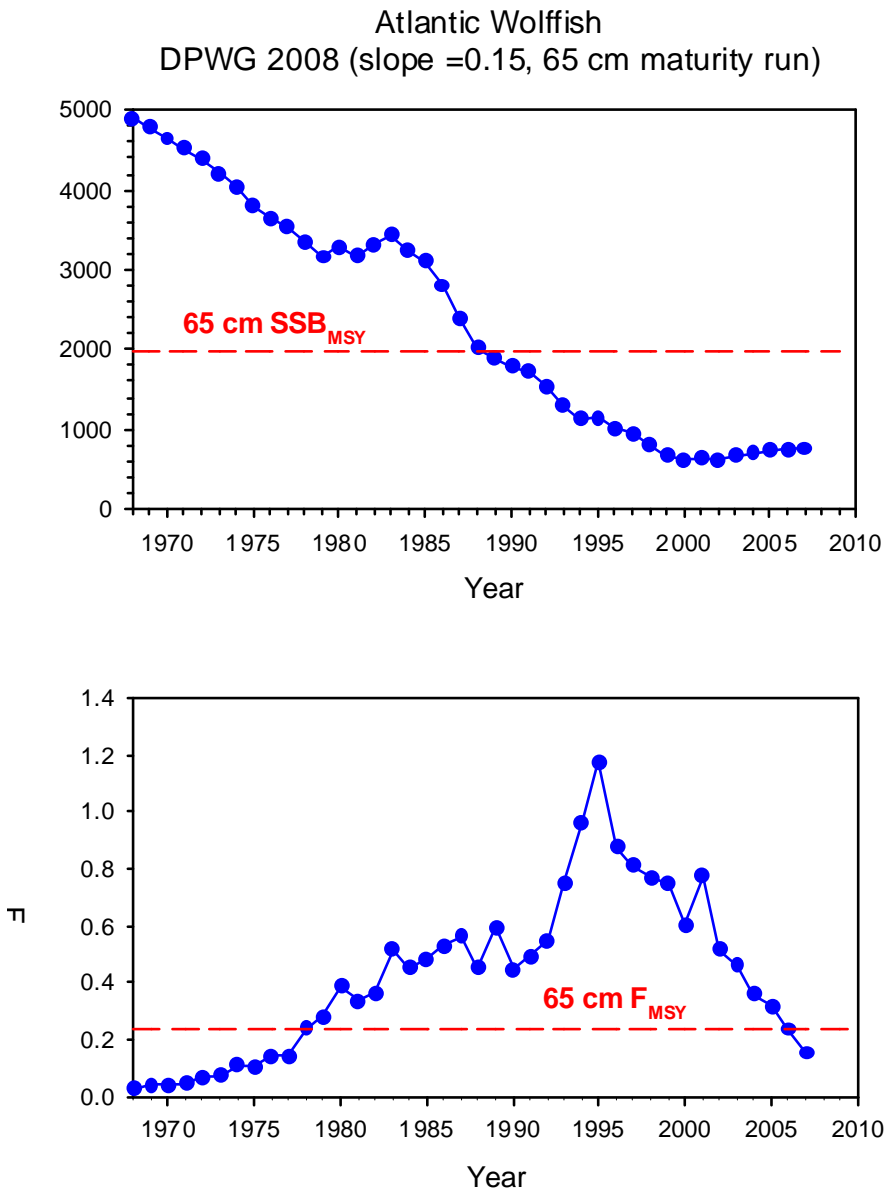 Atlantic Wolffish
DPWG 2008 (slope =0.15, 65 cm maturity run)
5000
4000
3000
65 cm SSB_MSY
2000
1000
0
1970 1975 1980 1985 1990 1995 2000 2005 2010
Year
1.4
1.2
1.0
0.8
0.6
F
0.4
65 cm F_MSY
0.2
0.0
1970 1975 1980 1985 1990 1995 2000 2005 2010
Year